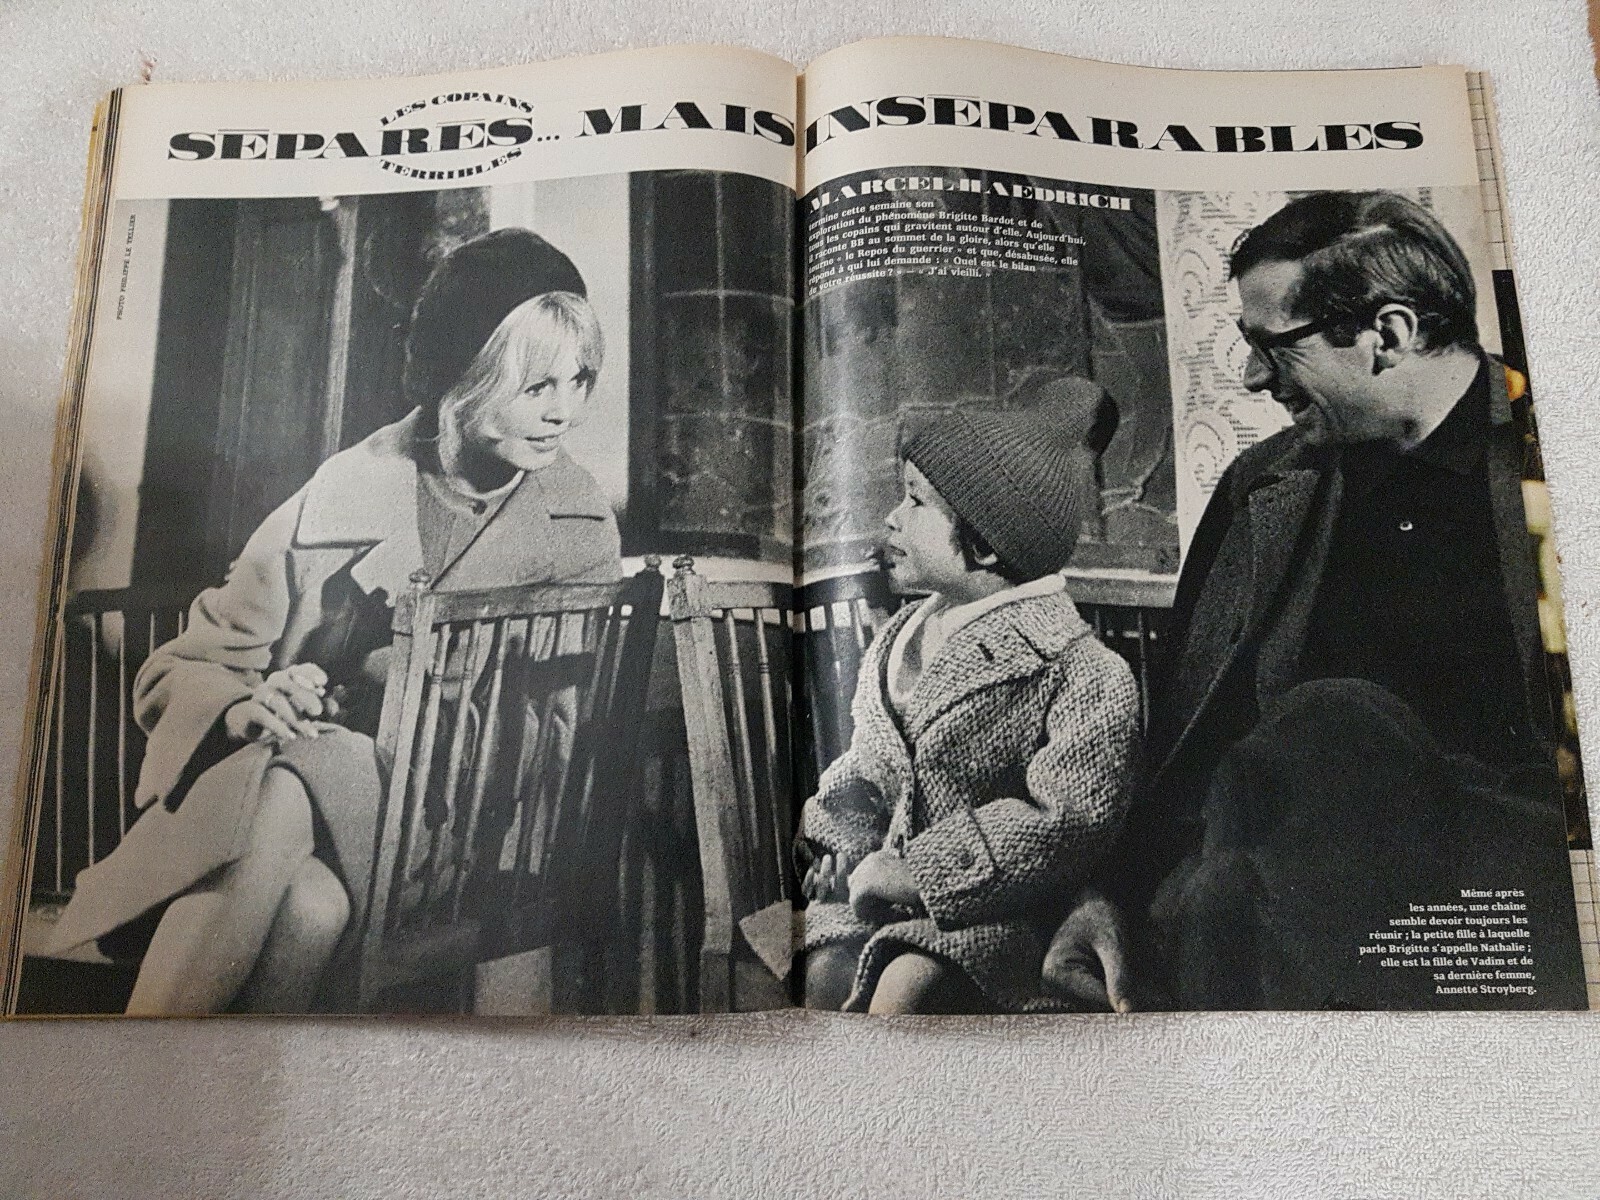 LES COPAINS
SÉPARÉS... MAIS INSÉPARABLES
TERRIBLES
PHOTO PHILIPPE LE TELLIER
MARCEL HAEDRICH
termine cette semaine son
exploration du phénomène Brigitte Bardot et de
tous les copains qui gravitent autour d'elle. Aujourd'hui,
il raconte BB au sommet de la gloire, alors qu'elle
tourne « le Repos du guerrier » et que, désabusée, elle
répond à qui lui demande : « Quel est le bilan
de votre réussite ? » — « J'ai vieilli. »
Même après
les années, une chaîne
semble devoir toujours les
réunir ; la petite fille à laquelle
parle Brigitte s'appelle Nathalie ;
elle est la fille de Vadim et de
sa dernière femme,
Annette Stroyberg.